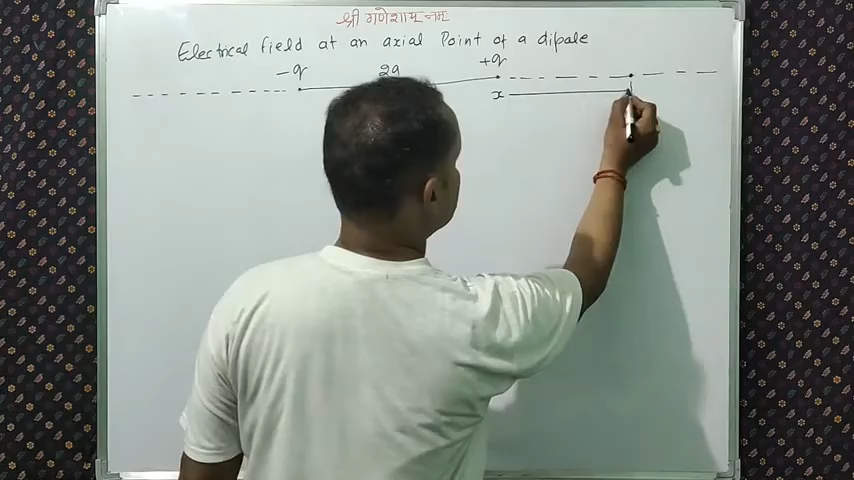 श्री गणेशाय नमः
Electrical field at an axial Point of a dipole
-q 2a +q
x